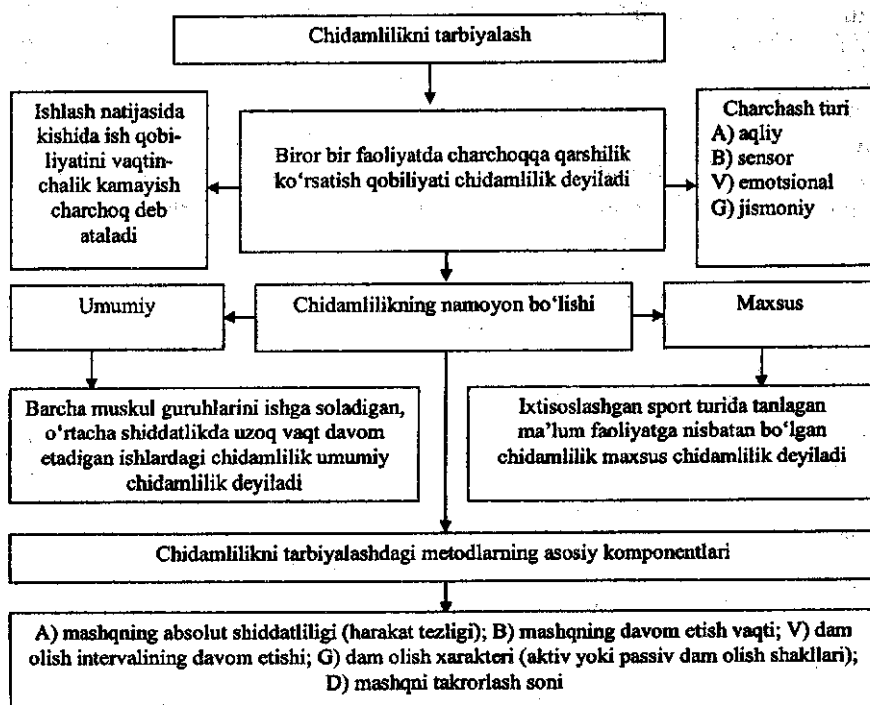 Chidamlilikni tarbiyalash
Ishlash natijasida
kishida ish qobi-
liyatini vaqtin-
chalik kamayish
charchoq deb
ataladi
Biror bir faoliyatda charchoqqa qarshilik
ko‘rsatish qobiliyati chidamlilik deyiladi
Charchash turi
A) aqliy
B) sensor
V) emotsional
G) jismoniy
Umumiy
Chidamlilikning namoyon bo‘lishi
Maxsus
Barcha muskul guruhlarini ishga soladigan,
o‘rtacha shiddatlikda uzoq vaqt davom
etadigan ishlardagi chidamlilik umumiy
chidamlilik deyiladi
Ixtisoslashgan sport turida tanlagan
ma’lum faoliyatga nisbatan bo‘lgan
chidamlilik maxsus chidamlilik deyiladi
Chidamlilikni tarbiyalashdagi metodlarning asosiy komponentlari
A) mashqning absolut shiddatliligi (harakat tezligi); B) mashqning davom etish vaqti; V) dam
olish intervalining davom etishi; G) dam olish xarakteri (aktiv yoki passiv dam olish shakllari);
D) mashqni takrorlash soni